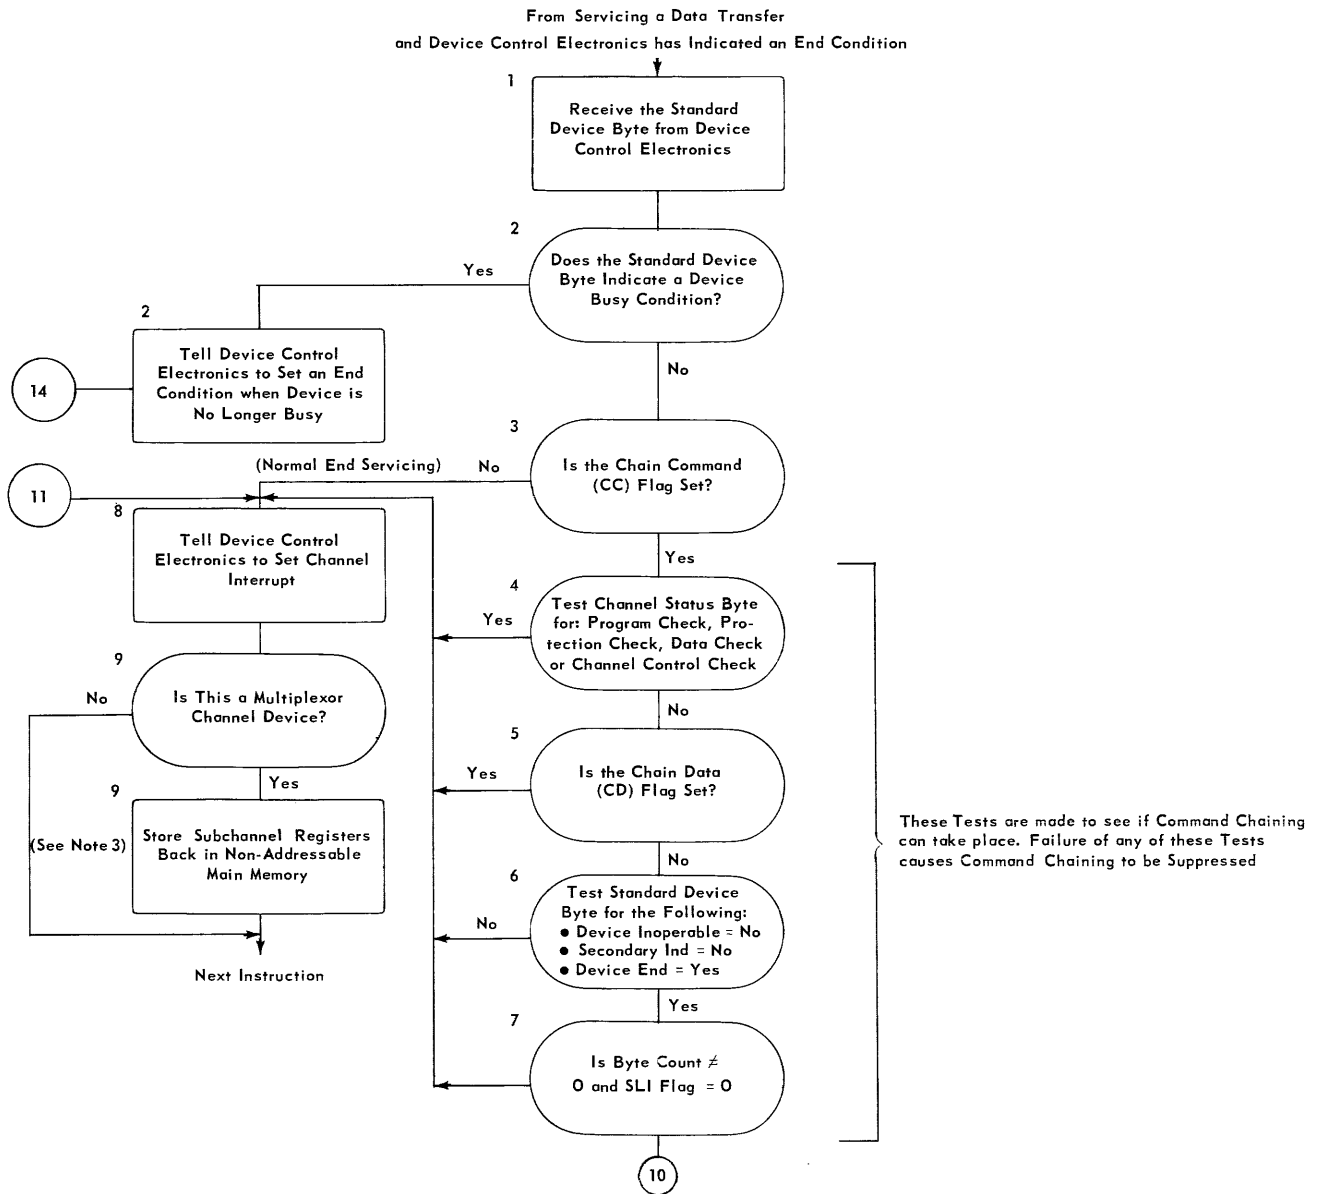 From Servicing a Data Transfer
and Device Control Electronics has Indicated an End Condition
1
Receive the Standard
Device Byte from Device
Control Electronics
2
Does the Standard Device
Byte Indicate a Device
Busy Condition?
Yes
No
2
Tell Device Control
Electronics to Set an End
Condition when Device is
No Longer Busy
14
3
Is the Chain Command
(CC) Flag Set?
(Normal End Servicing) No
Yes
11
8
Tell Device Control
Electronics to Set Channel
Interrupt
4
Test Channel Status Byte
for: Program Check, Pro-
tection Check, Data Check
or Channel Control Check
Yes
No
9
Is This a Multiplexor
Channel Device?
No
Yes
5
Is the Chain Data
(CD) Flag Set?
Yes
No
9
Store Subchannel Registers
Back in Non-Addressable
Main Memory
(See Note 3)
Next Instruction
6
Test Standard Device
Byte for the Following:
● Device Inoperable = No
● Secondary Ind = No
● Device End = Yes
No
Yes
7
Is Byte Count ≠
0 and SLI Flag = 0
10
These Tests are made to see if Command Chaining
can take place. Failure of any of these Tests
causes Command Chaining to be Suppressed